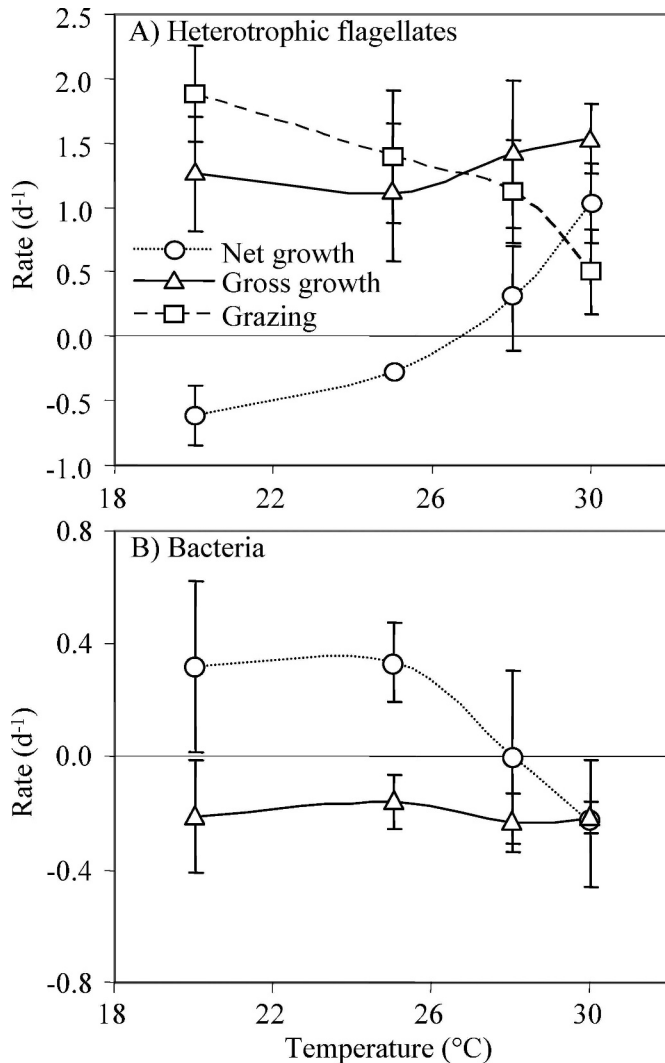 A) Heterotrophic flagellates
2.5
2.0
1.5
1.0
0.5
0.0
-0.5
-1.0
Rate (d-1)
Net growth
Gross growth
Grazing
18 22 26 30
B) Bacteria
0.8
0.4
0.0
-0.4
-0.8
Rate (d-1)
18 22 26 30
Temperature (°C)